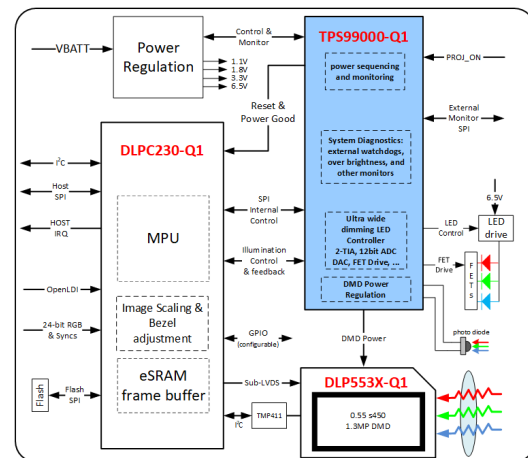 VBATT
Power
Regulation
Control &
Monitor
1.1V
1.8V
3.3V
6.5V
Reset &
Power Good
TPS99000-Q1
power sequencing
and monitoring
PROJ_ON
External
Monitor
SPI
System Diagnostics:
external watchdogs,
over brightness, and
other monitors
DLPC230-Q1
I²C
Host
SPI
HOST
IRQ
MPU
SPI
Internal
Control
Illumination
Control
& feedback
Ultra wide
dimming LED
Controller
2-TIA, 12bit ADC
DAC, FET Drive, ...
DMD Power
Regulation
6.5V
LED
Control
LED
drive
FET
Drive
F
E
T
s
photo diode
OpenLDI
24-bit RGB
& Syncs
Image Scaling &
Bezel
adjustment
GPIO
(configurable)
DMD Power
Flash
Flash
SPI
eSRAM
frame buffer
Sub-LVDS
I²C
TMP411
DLP553X-Q1
0.55 s450
1.3MP DMD